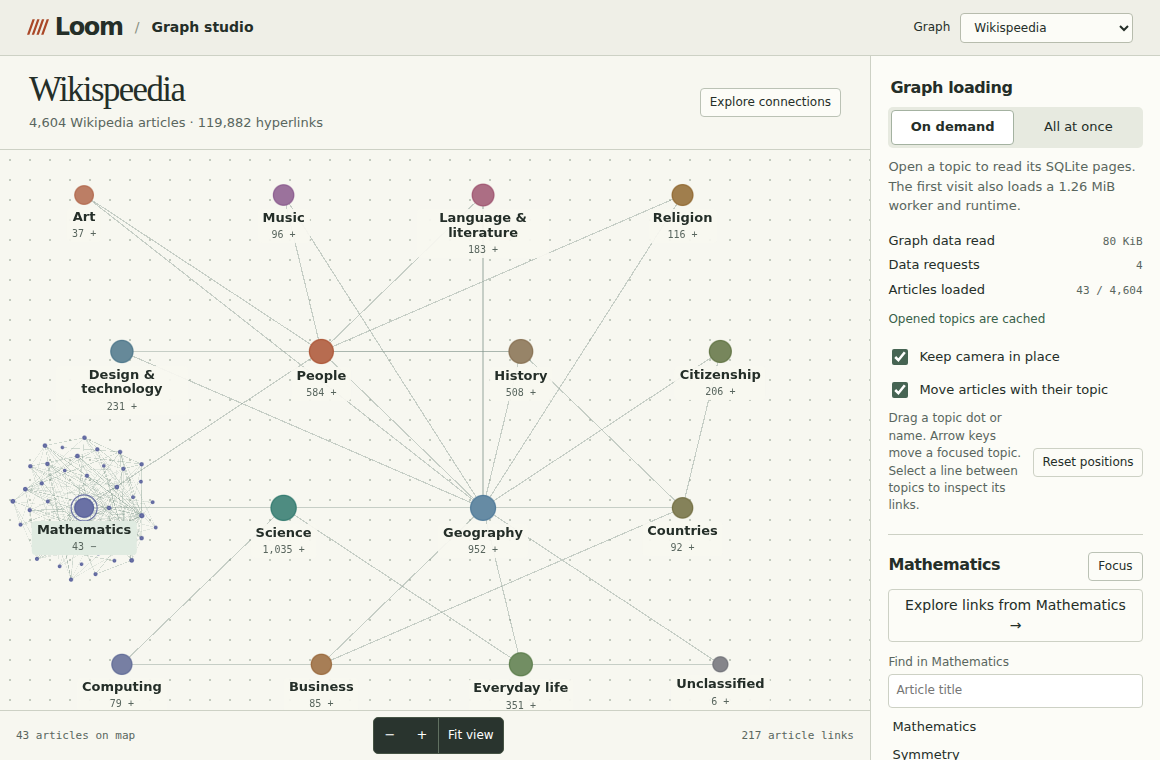 Loom / Graph studio
Graph Wikispeedia
Wikispeedia
4,604 Wikipedia articles · 119,882 hyperlinks
Explore connections
Art
37 +
Music
96 +
Language &
literature
183 +
Religion
116 +
Design &
technology
231 +
People
584 +
History
508 +
Citizenship
206 +
Mathematics
43 −
Science
1,035 +
Geography
952 +
Countries
92 +
Computing
79 +
Business
85 +
Everyday life
351 +
Unclassified
6 +
43 articles on map
− + Fit view
217 article links
Graph loading
On demand All at once
Open a topic to read its SQLite pages.
The first visit also loads a 1.26 MiB
worker and runtime.
Graph data read 80 KiB
Data requests 4
Articles loaded 43 / 4,604
Opened topics are cached
Keep camera in place
Move articles with their topic
Drag a topic dot or
name. Arrow keys
move a focused topic.
Select a line between
topics to inspect its
links.
Reset positions
Mathematics
Focus
Explore links from Mathematics
→
Find in Mathematics
Article title
Mathematics
Symmetry